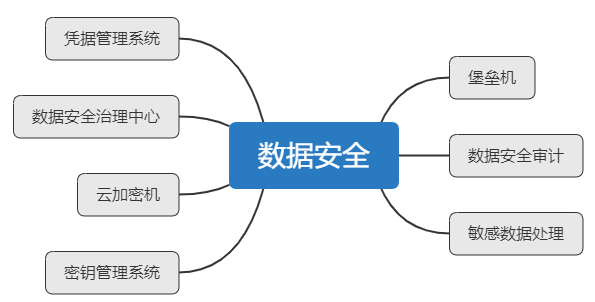 凭据管理系统
数据安全治理中心
云加密机
密钥管理系统
数据安全
堡垒机
数据安全审计
敏感数据处理